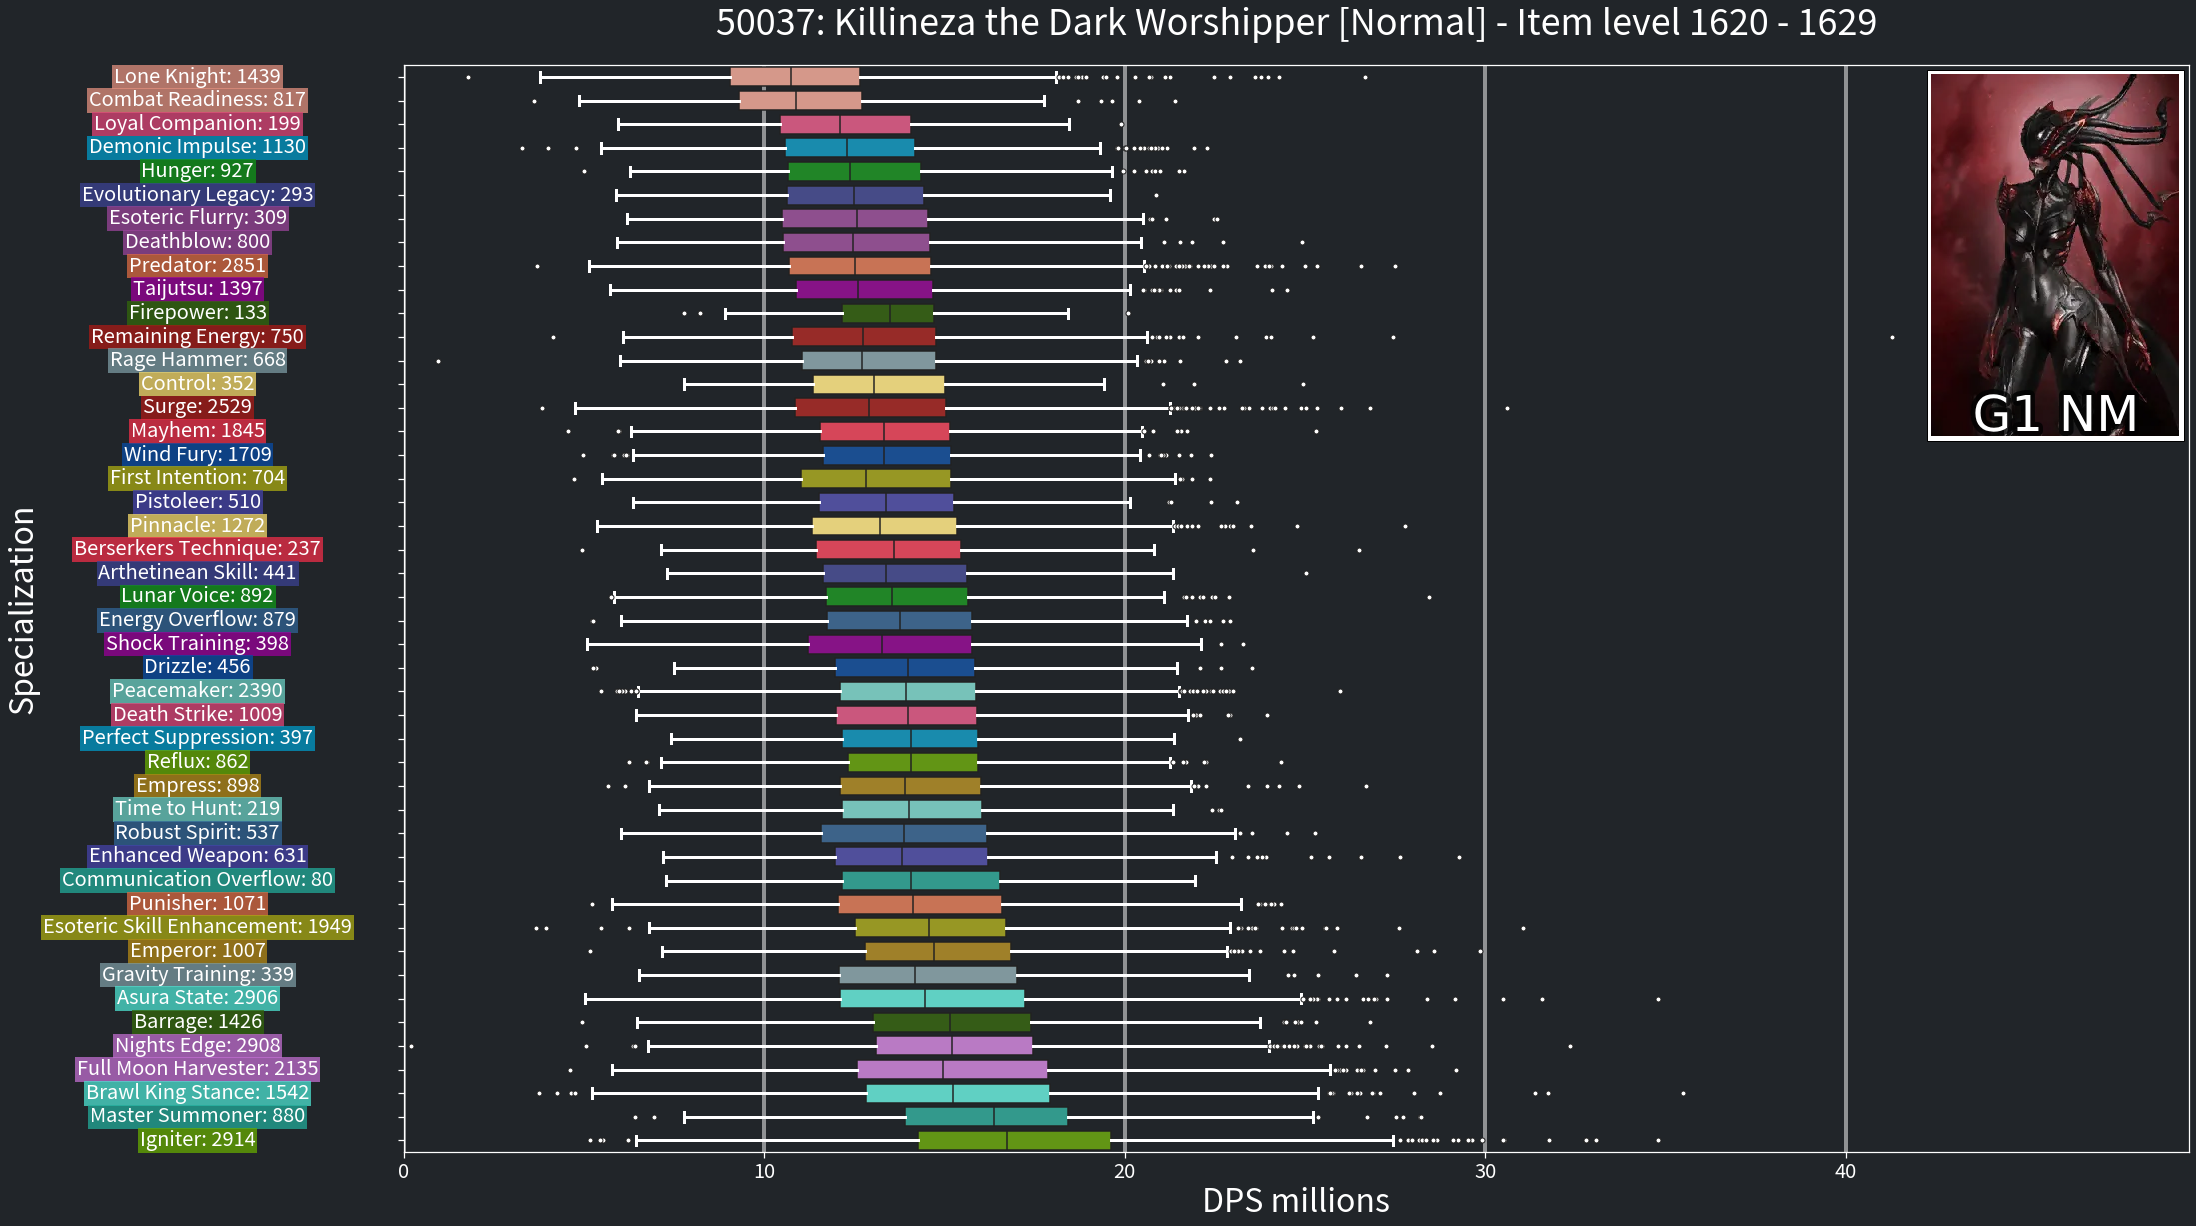 50037: Killineza the Dark Worshipper [Normal] - Item level 1620 - 1629
Lone Knight: 1439
Combat Readiness: 817
Loyal Companion: 199
Demonic Impulse: 1130
Hunger: 927
Evolutionary Legacy: 293
Esoteric Flurry: 309
Deathblow: 800
Predator: 2851
Taijutsu: 1397
Firepower: 133
Remaining Energy: 750
Rage Hammer: 668
Control: 352
Surge: 2529
Mayhem: 1845
Wind Fury: 1709
First Intention: 704
Pistoleer: 510
Pinnacle: 1272
Berserkers Technique: 237
Arthetinean Skill: 441
Lunar Voice: 892
Energy Overflow: 879
Shock Training: 398
Drizzle: 456
Peacemaker: 2390
Death Strike: 1009
Perfect Suppression: 397
Reflux: 862
Empress: 898
Time to Hunt: 219
Robust Spirit: 537
Enhanced Weapon: 631
Communication Overflow: 80
Punisher: 1071
Esoteric Skill Enhancement: 1949
Emperor: 1007
Gravity Training: 339
Asura State: 2906
Barrage: 1426
Nights Edge: 2908
Full Moon Harvester: 2135
Brawl King Stance: 1542
Master Summoner: 880
Igniter: 2914
Specialization
G1 NM
0 10 20 30 40
DPS millions